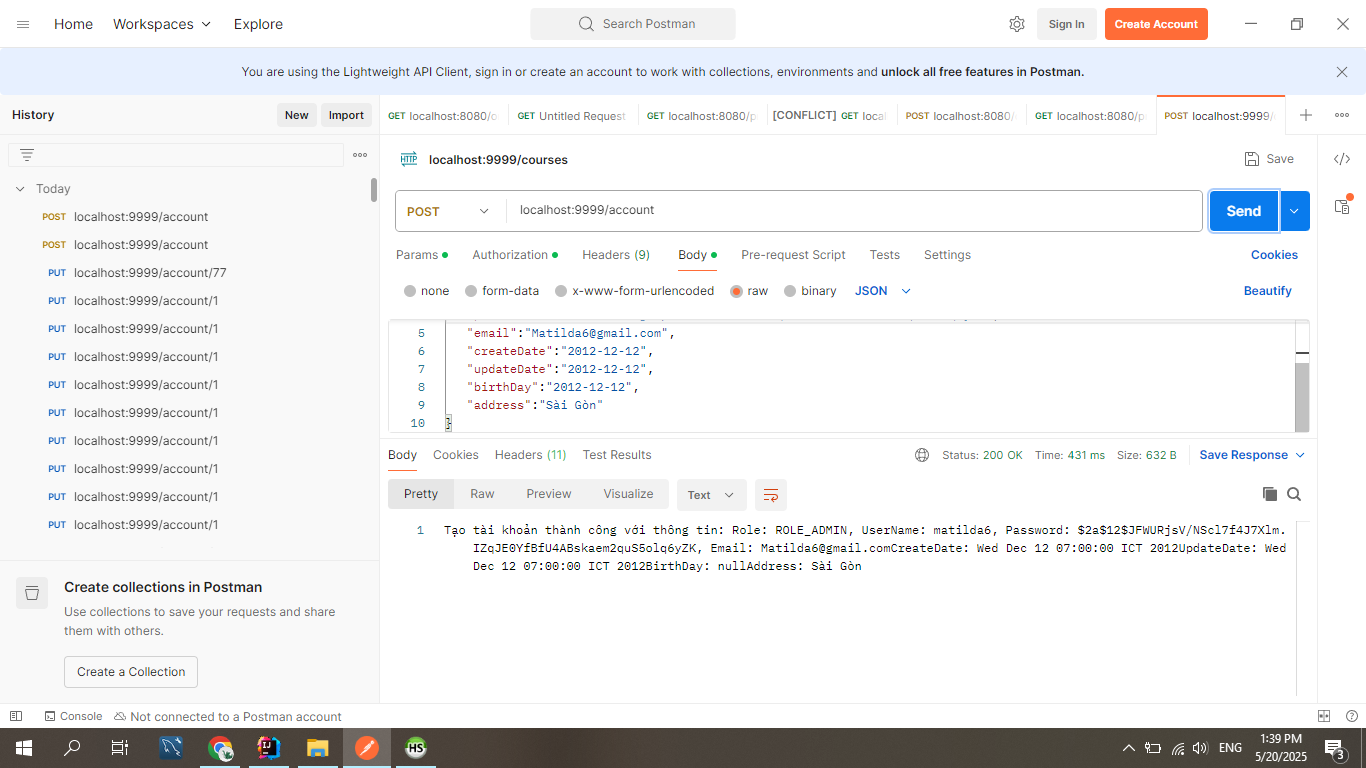 Home Workspaces Explore Search Postman Sign In Create Account
You are using the Lightweight API Client, sign in or create an account to work with collections, environments and unlock all free features in Postman.
History New Import
GET localhost:8080/o GET Untitled Request GET localhost:8080/p [CONFLICT] GET local POST localhost:8080/ GET localhost:8080/p POST localhost:9999/
HTTP localhost:9999/courses Save
Today
POST localhost:9999/account
POST localhost:9999/account
PUT localhost:9999/account/77
PUT localhost:9999/account/1
PUT localhost:9999/account/1
PUT localhost:9999/account/1
PUT localhost:9999/account/1
PUT localhost:9999/account/1
PUT localhost:9999/account/1
PUT localhost:9999/account/1
PUT localhost:9999/account/1
PUT localhost:9999/account/1
Create collections in Postman
Use collections to save your requests and share
them with others.
Create a Collection
POST localhost:9999/account Send
Params Authorization Headers (9) Body Pre-request Script Tests Settings Cookies
none form-data x-www-form-urlencoded raw binary JSON Beautify
5 "email":"Matilda6@gmail.com",
6 "createDate":"2012-12-12",
7 "updateDate":"2012-12-12",
8 "birthDay":"2012-12-12",
9 "address":"Sài Gòn"
10 }
Body Cookies Headers (11) Test Results Status: 200 OK Time: 431 ms Size: 632 B Save Response
Pretty Raw Preview Visualize Text
1 Tạo tài khoản thành công với thông tin: Role: ROLE_ADMIN, UserName: matilda6, Password: $2a$12$JFWURjsV/NScl7f4J7Xlm.
IZqJE0YfBfU4ABskaem2quS5olq6yZK, Email: Matilda6@gmail.comCreateDate: Wed Dec 12 07:00:00 ICT 2012UpdateDate: Wed
Dec 12 07:00:00 ICT 2012BirthDay: nullAddress: Sài Gòn
Console Not connected to a Postman account
HS ENG 1:39 PM
5/20/2025 3